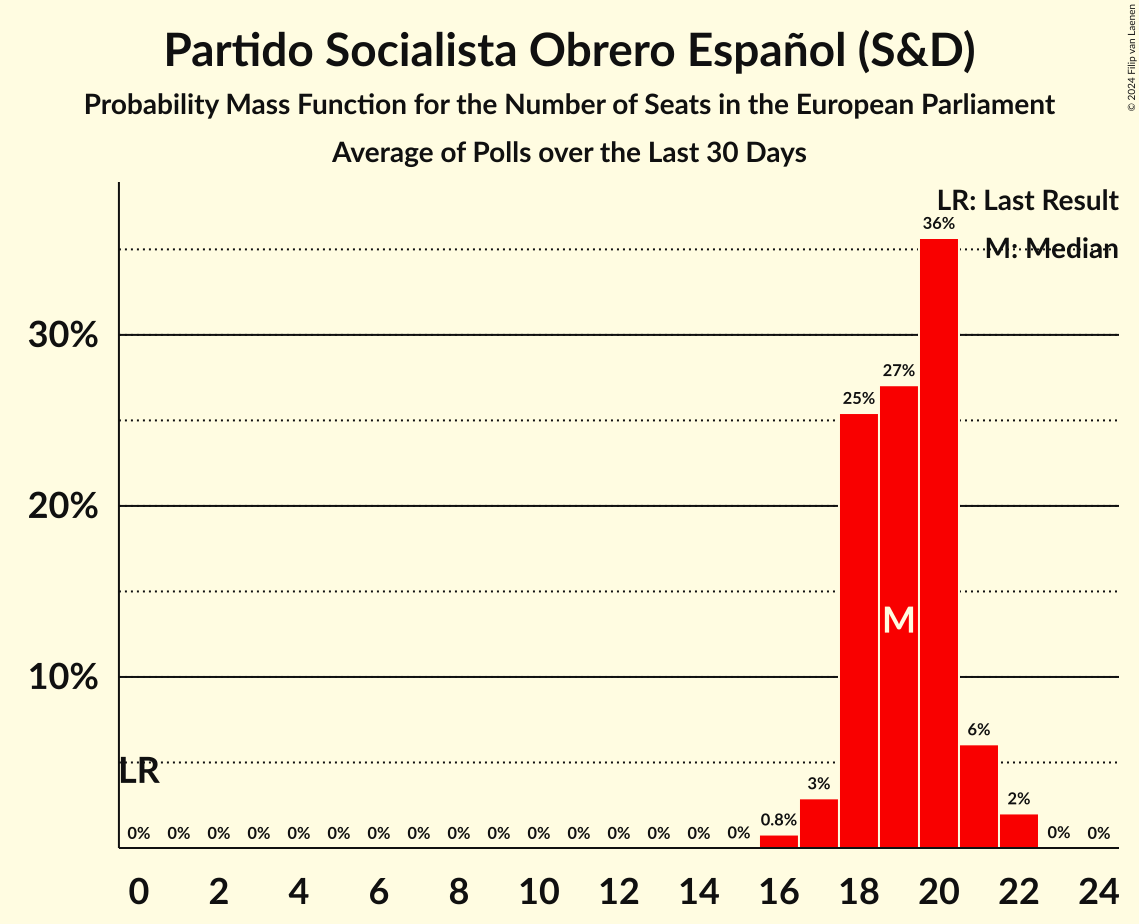 Partido Socialista Obrero Español (S&D)
Probability Mass Function for the Number of Seats in the European Parliament
Average of Polls over the Last 30 Days
© 2024 Filip van Laenen
LR: Last Result
M: Median
36%
30%
27%
25%
20%
M
10%
6%
LR
3%
2%
0.8%
0% 0% 0% 0% 0% 0% 0% 0% 0% 0% 0% 0% 0% 0% 0% 0% 0! 0%
0 2 4 6 8 10 12 14 16 18 20 22 24